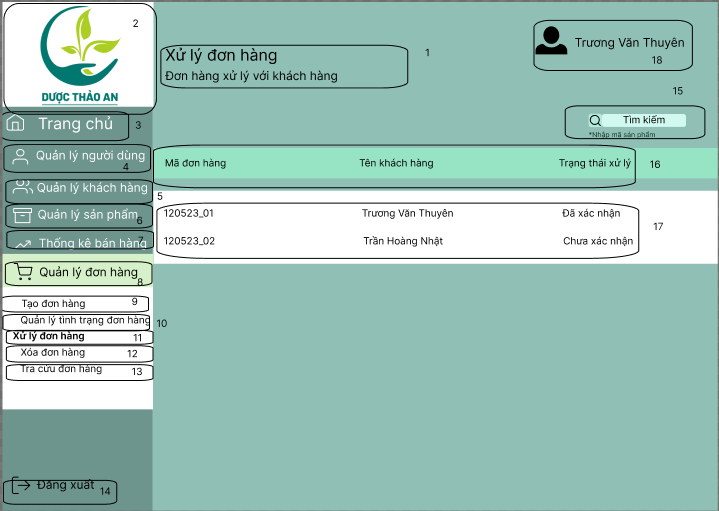 2
DƯỢC THẢO AN
Xử lý đơn hàng
Đơn hàng xử lý với khách hàng
1
Trương Văn Thuyên
18
15
Trang chủ
3
Tìm kiếm
*Nhập mã sản phẩm
Quản lý người dùng
4
Mã đơn hàng
Tên khách hàng
Trạng thái xử lý
16
Quản lý khách hàng
5
Quản lý sản phẩm
6
120523_01
Trương Văn Thuyên
Đã xác nhận
17
Thống kê bán hàng
7
120523_02
Trần Hoàng Nhật
Chưa xác nhận
Quản lý đơn hàng
8
Tạo đơn hàng
9
Quản lý tình trạng đơn hàng
10
Xử lý đơn hàng
11
Xóa đơn hàng
12
Tra cứu đơn hàng
13
Đăng xuất
14